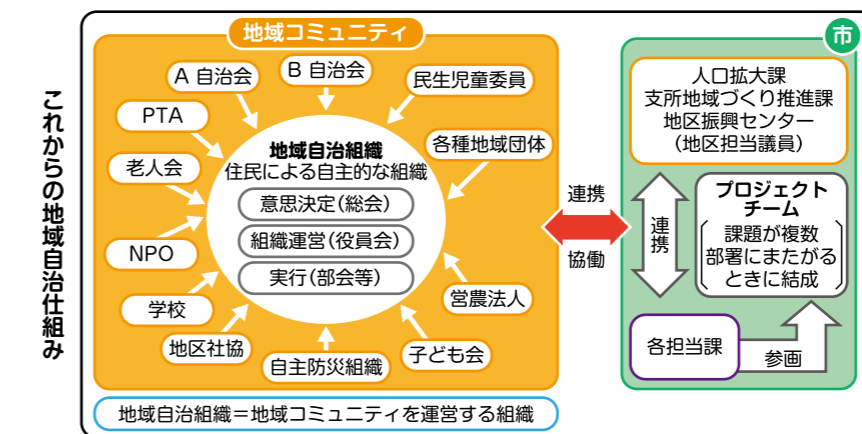 これからの地域自治仕組み
地域コミュニティ
A 自治会
B 自治会
民生児童委員
PTA
各種地域団体
老人会
NPO
学校
地区社協
自主防災組織
子ども会
営農法人
地域自治組織
住民による自主的な組織
意思決定(総会)
組織運営(役員会)
実行(部会等)
地域自治組織=地域コミュニティを運営する組織
連携
協働
市
人口拡大課
支所地域づくり推進課
地区振興センター
(地区担当議員)
連携
プロジェクト
チーム
課題が複数
部署にまたがる
ときに結成
各担当課
参画